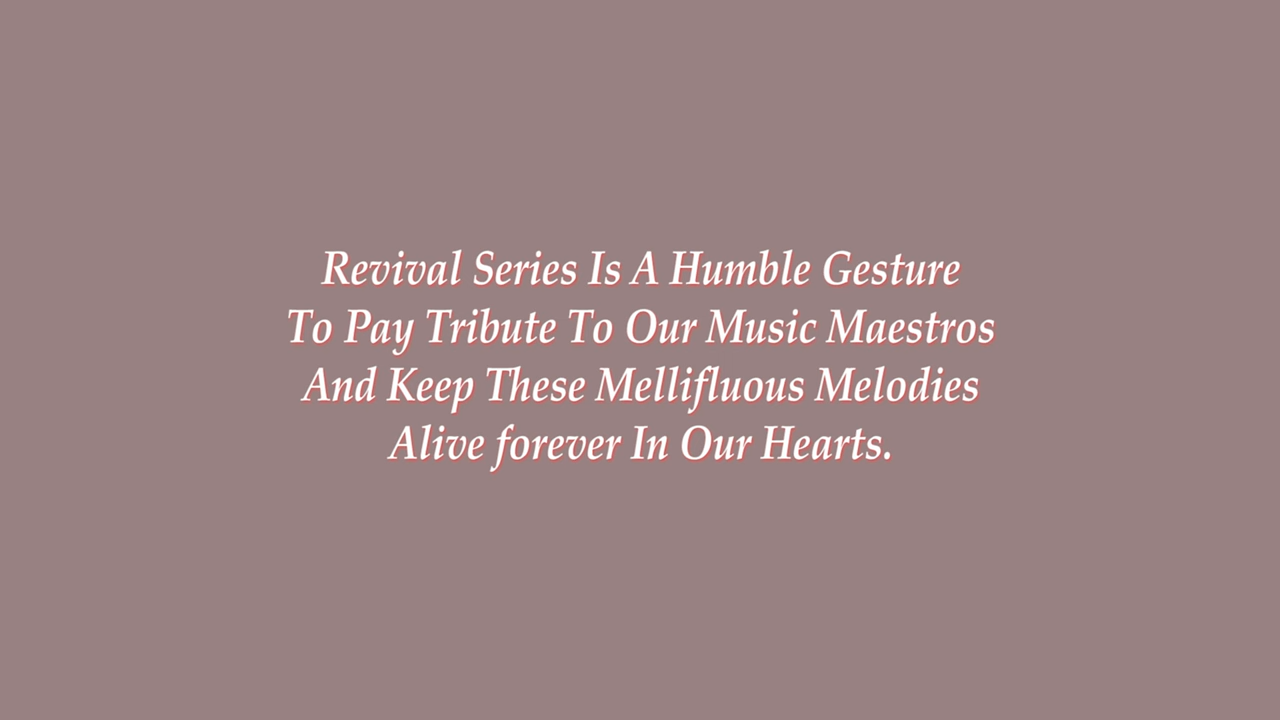 Revival Series Is A Humble Gesture
To Pay Tribute To Our Music Maestros
And Keep These Mellifluous Melodies
Alive forever In Our Hearts.